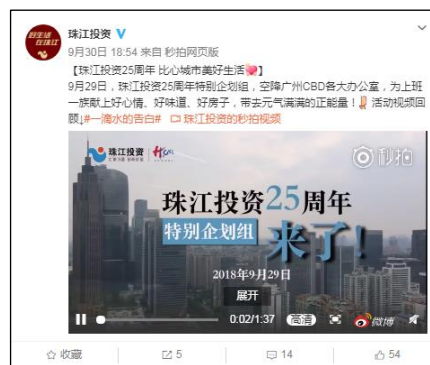 珠江投资
9月30日 18:54 来自 秒拍网页版
【珠江投资25周年 比心城市美好生活】
9月29日，珠江投资25周年特别企划组，空降广州CBD各大办公室，为上班
一族献上好心情、好味道、好房子，带去元气满满的正能量！活动视频回
顾↓#一滴水的告白# 珠江投资的秒拍视频
珠江投资
秒拍
珠江投资25周年
特别企划组 来了！
2018年9月29日
展开
0:02/1:37 高清 微博
收藏 5 14 54